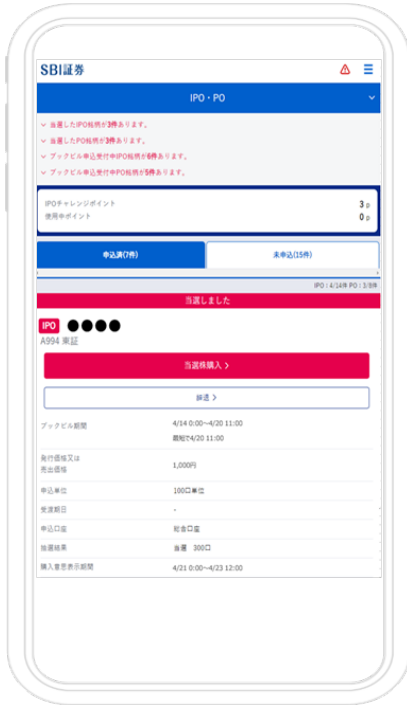 SBI証券
IPO・PO
当選したIPO銘柄が3件あります。
当選したPO銘柄が3件あります。
ブックビル申込受付中IPO銘柄が6件あります。
ブックビル申込受付中PO銘柄が5件あります。
IPOチャレンジポイント 3 p
使用中ポイント 0 p
申込済(7件) 未申込(15件)
IPO : 4/14件 PO : 3/8件
当選しました
IPO ●●●●
A994 東証
当選株購入 >
辞退 >
ブックビル期間 4/14 0:00~4/20 11:00
最短で4/20 11:00
発行価格又は
売出価格 1,000円
申込単位 100口単位
受渡期日 -
申込口座 総合口座
抽選結果 当選 300口
購入意思表示期間 4/21 0:00~4/23 12:00